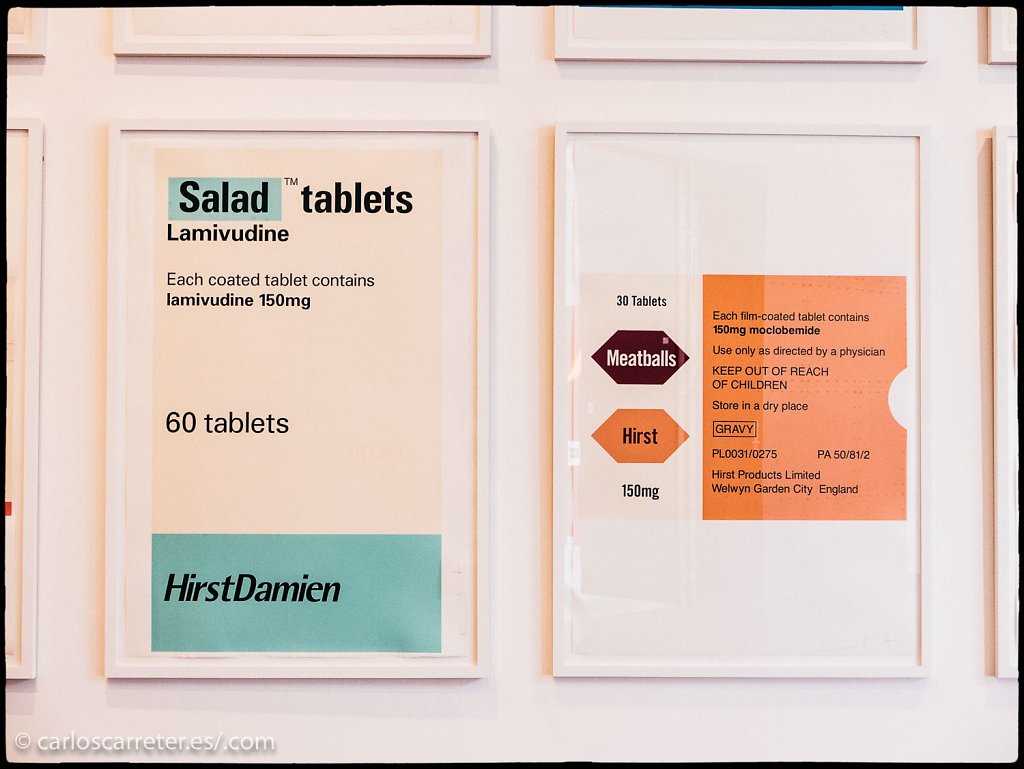 Salad™ tablets
Lamivudine
Each coated tablet contains
lamivudine 150mg
60 tablets
HirstDamien
30 Tablets
Meatballs
Hirst
150mg
Each film-coated tablet contains
150mg moclobemide
Use only as directed by a physician
KEEP OUT OF REACH
OF CHILDREN
Store in a dry place
GRAVY
PL0031/0275 PA 50/81/2
Hirst Products Limited
Welwyn Garden City England
© carloscarreter.es/.com